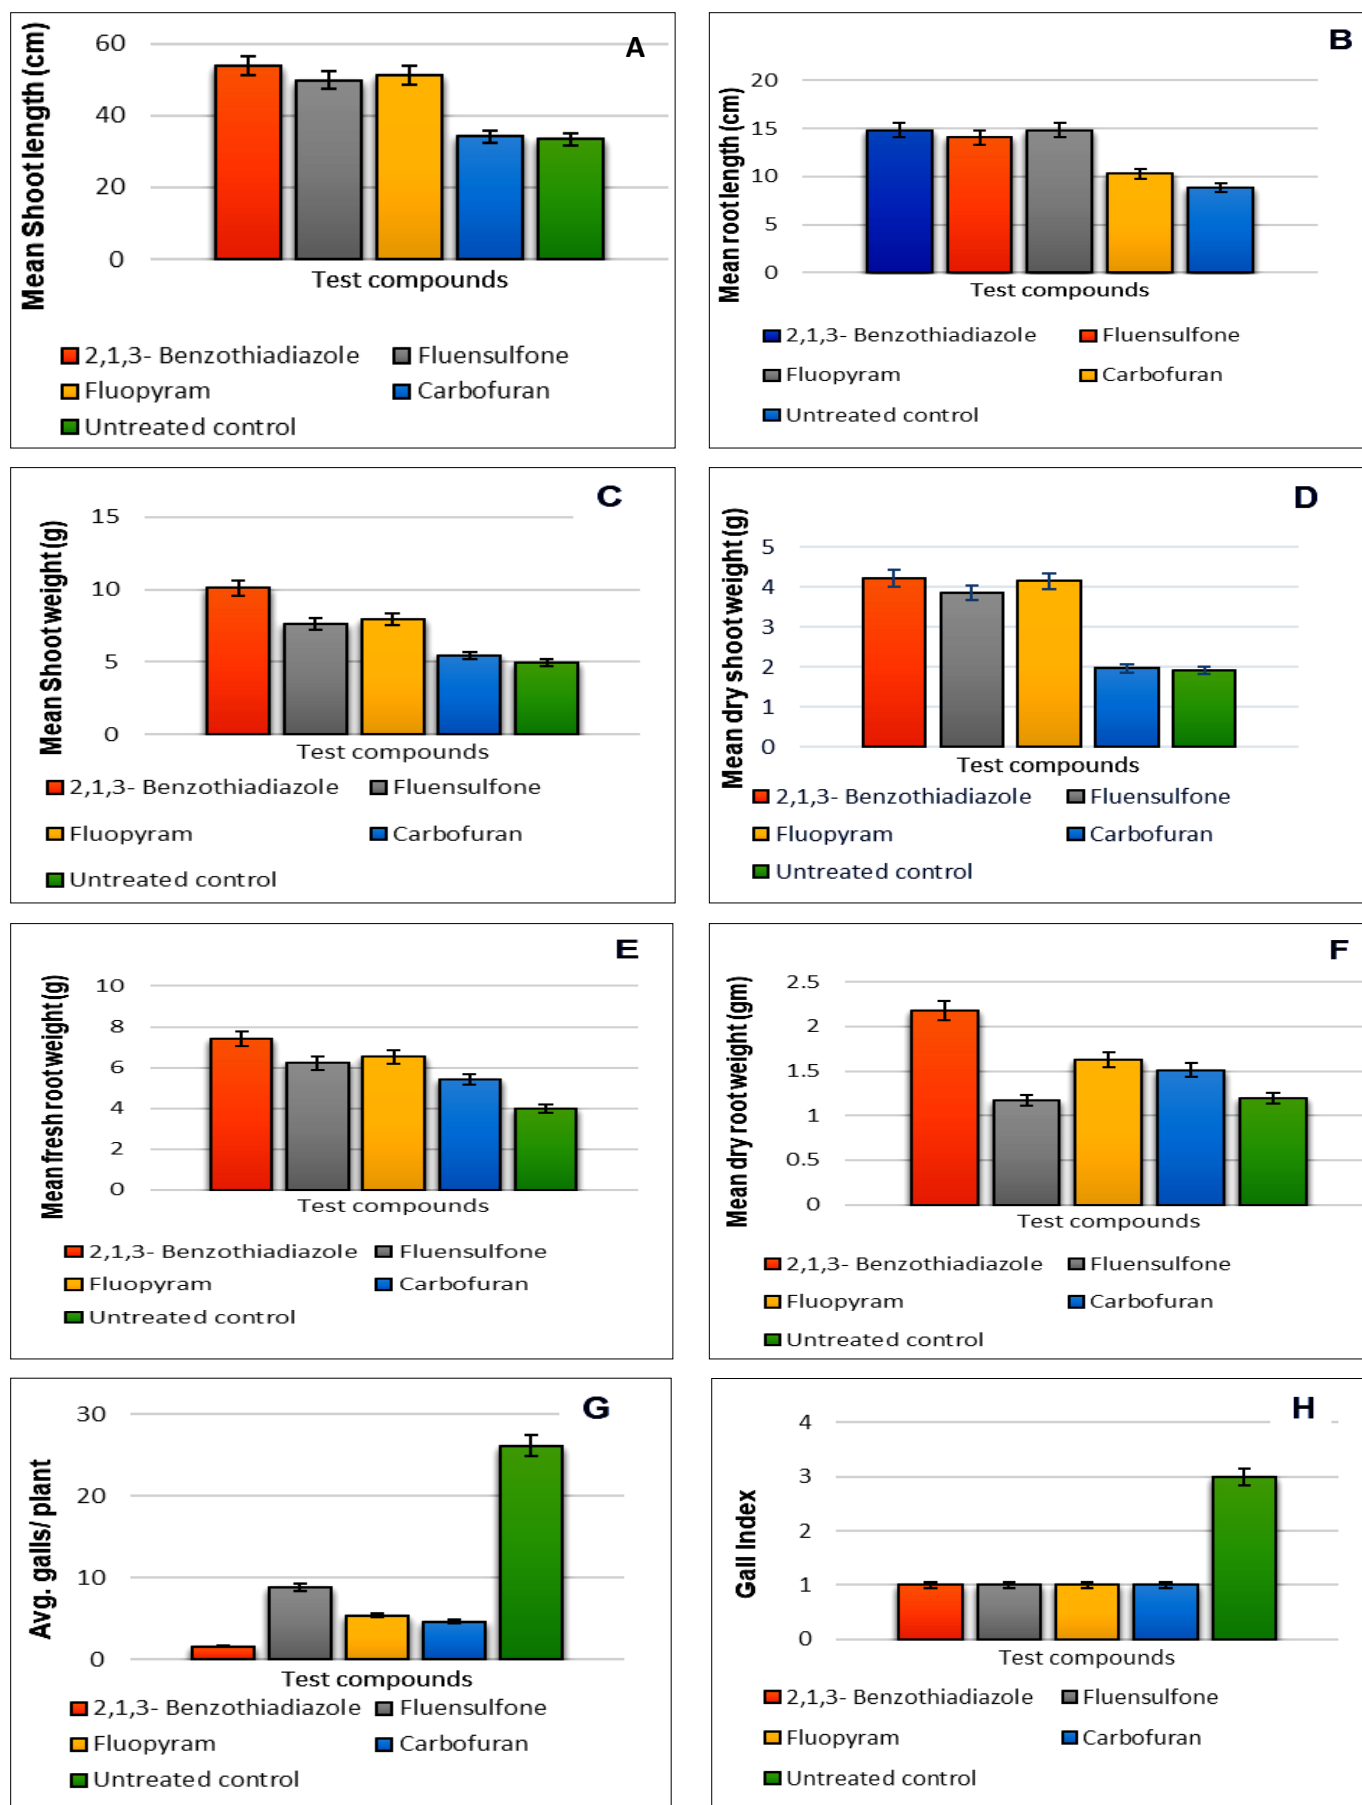 A
Mean Shoot length (cm)
60
40
20
0
Test compounds
2,1,3- Benzothiadiazole
Fluensulfone
Fluopyram
Carbofuran
Untreated control
B
Mean root length (cm)
20
15
10
5
0
Test compounds
2,1,3- Benzothiadiazole
Fluensulfone
Fluopyram
Carbofuran
Untreated control
C
Mean Shoot weight (g)
15
10
5
0
Test compounds
2,1,3- Benzothiadiazole
Fluensulfone
Fluopyram
Carbofuran
Untreated control
D
Mean dry shoot weight (g)
5
4
3
2
1
0
Test compounds
2,1,3- Benzothiadiazole
Fluensulfone
Fluopyram
Carbofuran
Untreated control
E
Mean fresh root weight (g)
10
8
6
4
2
0
Test compounds
2,1,3- Benzothiadiazole
Fluensulfone
Fluopyram
Carbofuran
Untreated control
F
Mean dry root weight (gm)
2.5
2
1.5
1
0.5
0
Test compounds
2,1,3- Benzothiadiazole
Fluensulfone
Fluopyram
Carbofuran
Untreated control
G
Avg. galls/ plant
30
20
10
0
Test compounds
2,1,3- Benzothiadiazole
Fluensulfone
Fluopyram
Carbofuran
Untreated control
H
Gall Index
4
3
2
1
0
Test compounds
2,1,3- Benzothiadiazole
Fluensulfone
Fluopyram
Carbofuran
Untreated control